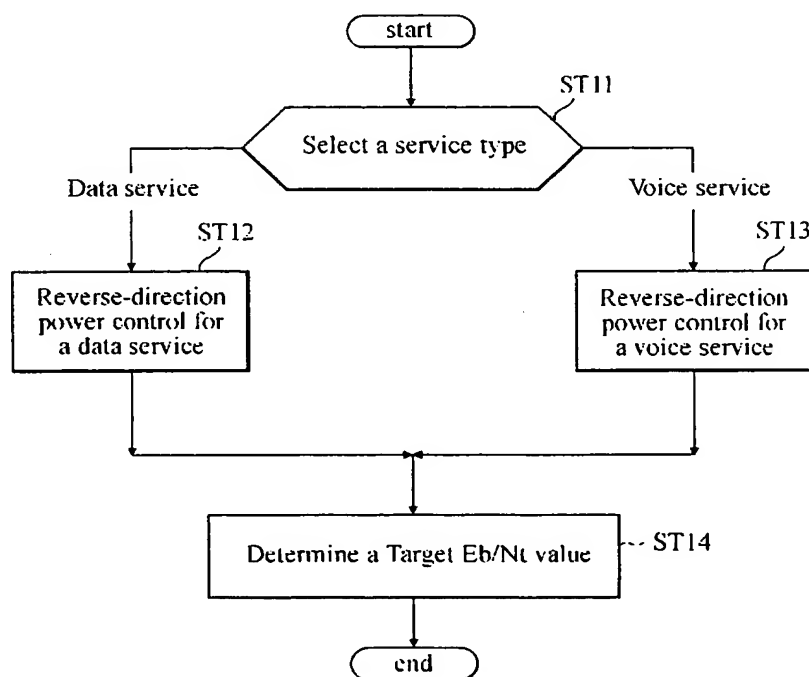 start
ST11
Select a service type
Data service
Voice service
ST12
ST13
Reverse-direction
power control for
a data service
Reverse-direction
power control for
a voice service
Determine a Target Eb/Nt value
ST14
end